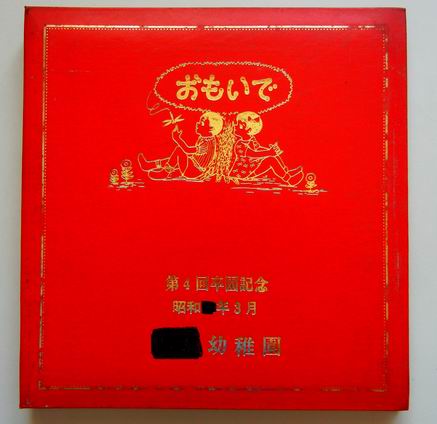 おもいで
第4回卒園記念
昭和 年3月
幼稚園